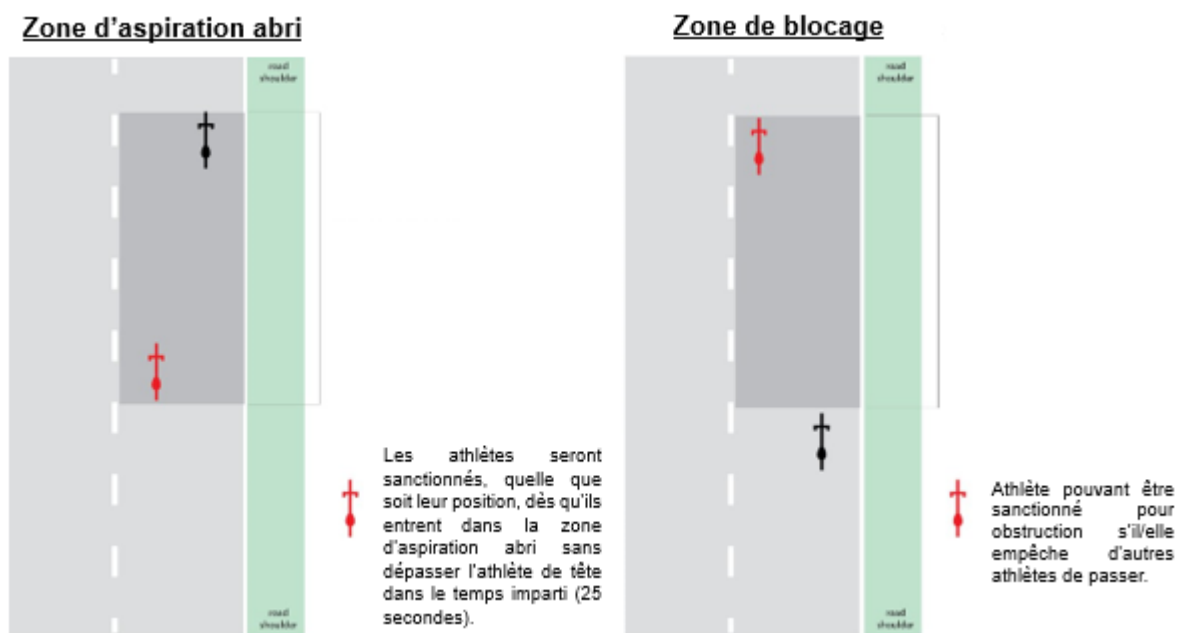 Zone d'aspiration abri
road
shoulder
Les athlètes seront
sanctionnés, quelle que
soit leur position, dès qu'ils
entrent dans la zone
d'aspiration abri sans
dépasser l'athlète de tête
dans le temps imparti (25
secondes).
road
shoulder
Zone de blocage
road
shoulder
Athlète pouvant être
sanctionné pour
obstruction s'il/elle
empêche d'autres
athlètes de passer.
road
shoulder